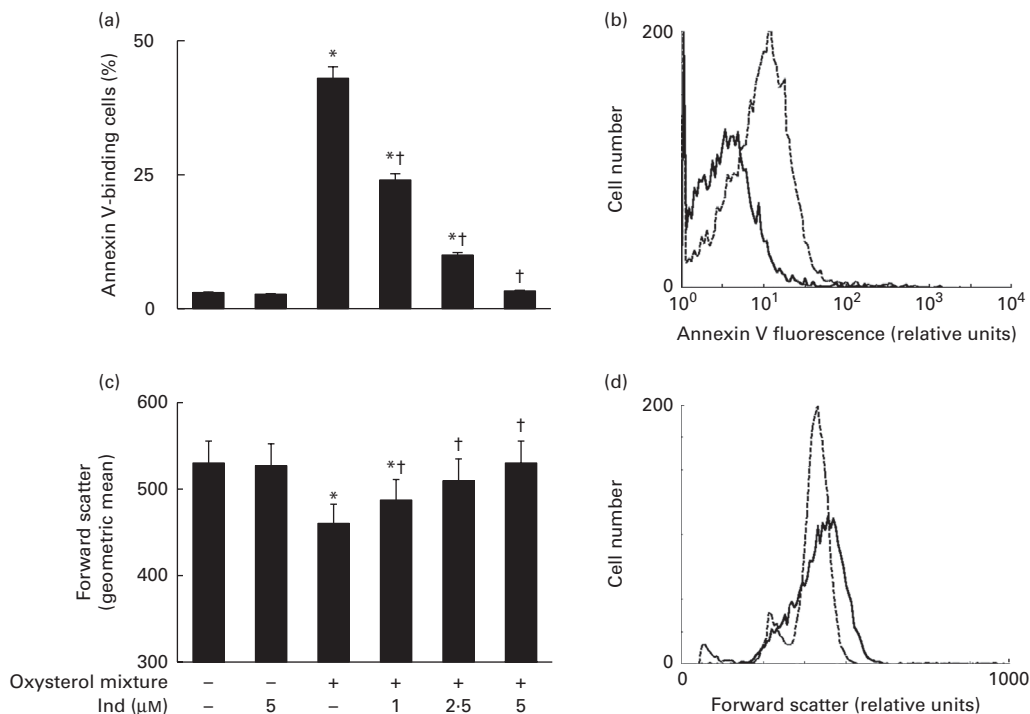 (a)
50
25
0
Annexin V-binding cells (%)
*
*†
*†
†
(b)
200
0
Cell number
10⁰ 10¹ 10² 10³ 10⁴
Annexin V fluorescence (relative units)
(c)
600
500
400
300
Forward scatter
(geometric mean)
*
*†
†
†
Oxysterol mixture – – + + + +
Ind (μM) – 5 – 1 2·5 5
(d)
200
0
Cell number
0 1000
Forward scatter (relative units)